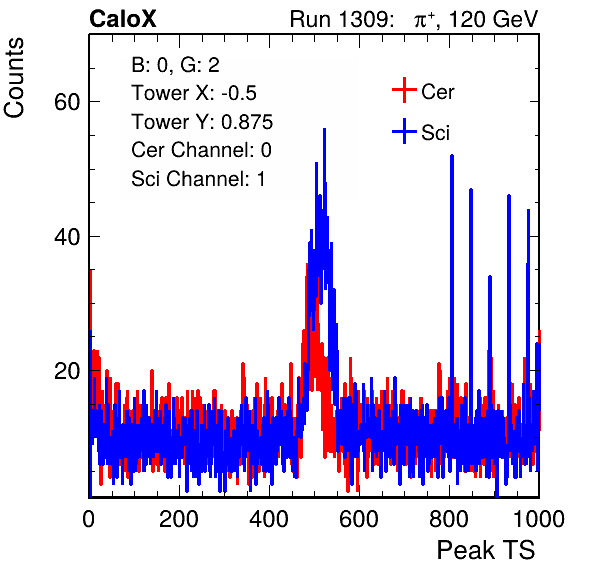 CaloX Run 1309: π⁺, 120 GeV
Counts
B: 0, G: 2
Tower X: -0.5
Tower Y: 0.875
Cer Channel: 0
Sci Channel: 1
Cer
Sci
60
40
20
0 200 400 600 800 1000
Peak TS